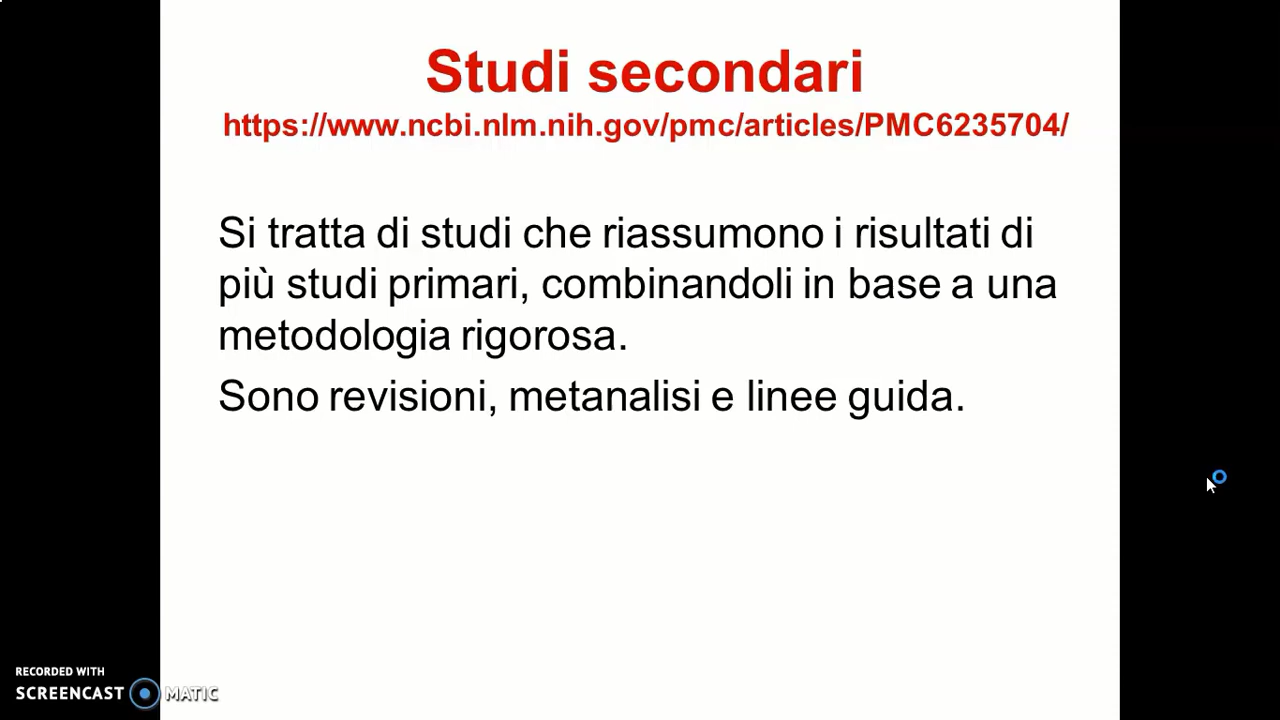 Studi secondari
https://www.ncbi.nlm.nih.gov/pmc/articles/PMC6235704/
Si tratta di studi che riassumono i risultati di
più studi primari, combinandoli in base a una
metodologia rigorosa.
Sono revisioni, metanalisi e linee guida.
RECORDED WITH
SCREENCAST MATIC